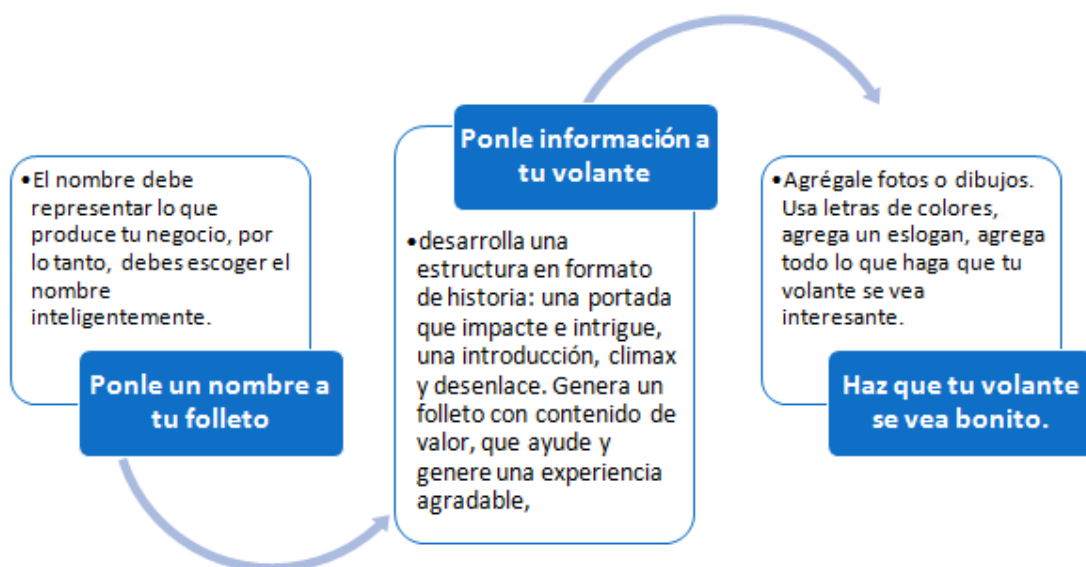 •El nombre debe
representar lo que
produce tu negocio, por
lo tanto, debes escoger el
nombre
inteligentemente.
Ponle un nombre a
tu folleto
Ponle información a
tu volante
•desarrolla una
estructura en formato
de historia: una portada
que impacte e intrigue,
una introducción, climax
y desenlace. Genera un
folleto con contenido de
valor, que ayude y
genere una experiencia
agradable,
•Agrégale fotos o dibujos.
Usa letras de colores,
agrega un eslogan, agrega
todo lo que haga que tu
volante se vea
interesante.
Haz que tu volante
se vea bonito.